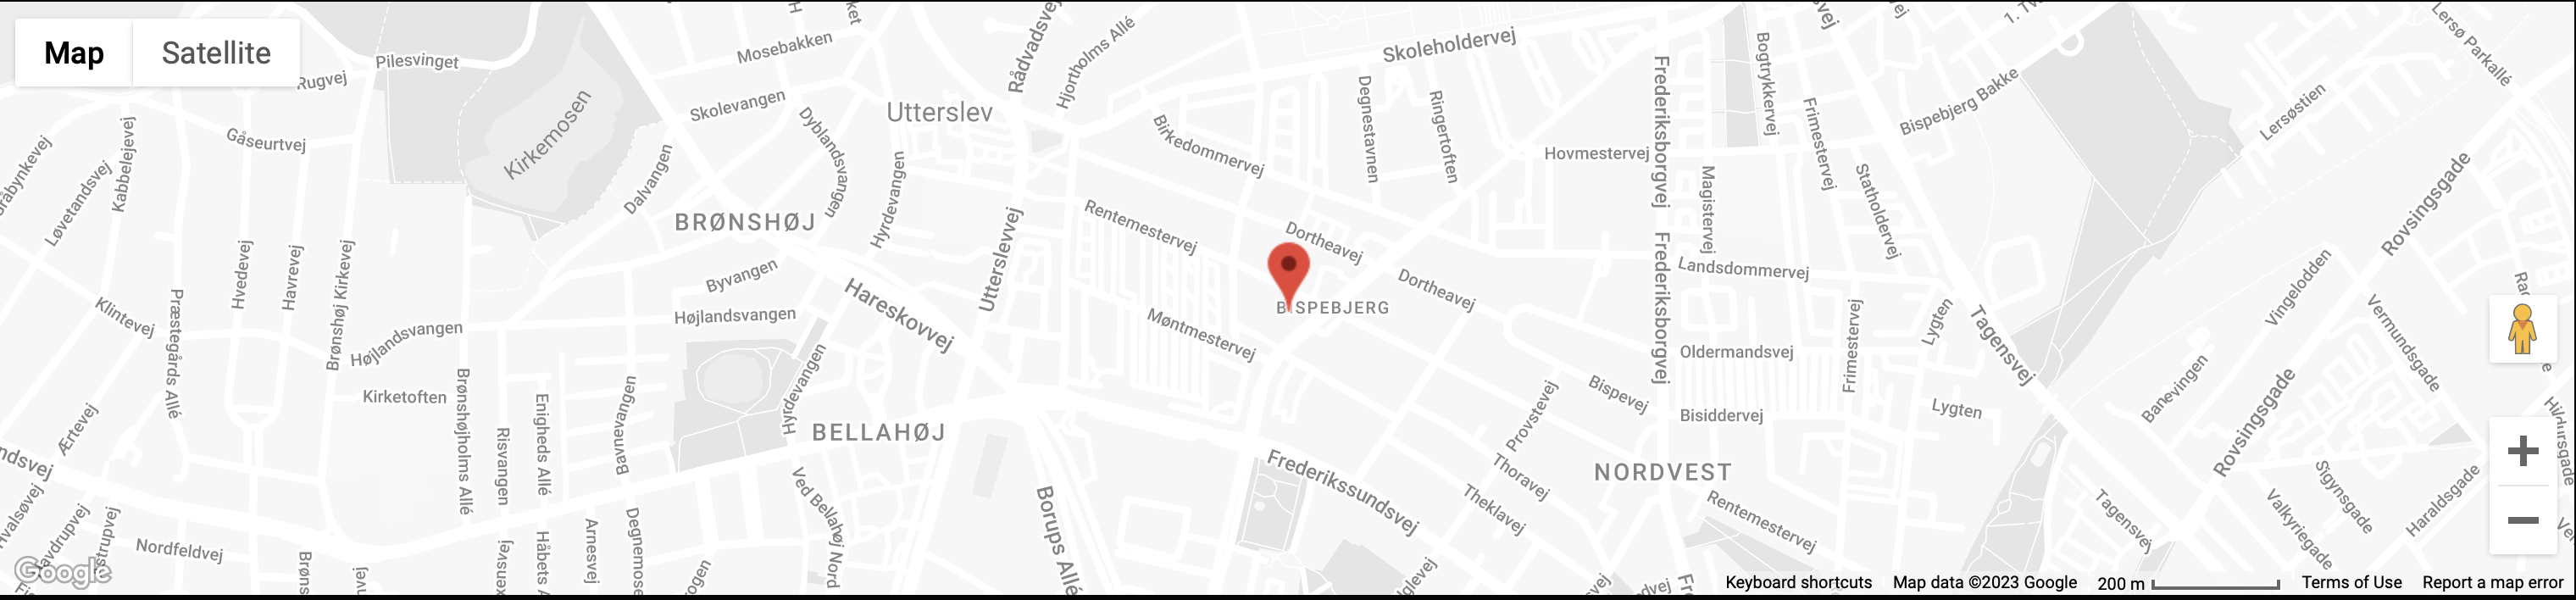 Map
Satellite
Pilesvinget
Rugvej
Mosebakken
Rådvadsvej
Hjortholms Allé
Skoleholdervej
Bogtrykkervej
Lersø Parkallé
Frederiksborgvej
Bispebjerg Bakke
Lersøstien
Kirkemosen
Skolevangen
Utterslev
Degnestavnen
Ringertoften
Frimestervej
Gåseurtvej
Kabbelejevej
Løvetandsvej
Dyblandsvangen
Birkedommervej
Hovmestervej
Magistervej
Statholdervej
Rovsingsgade
Dalvangen
Hyrdevangen
BRØNSHØJ
Rentemestervej
Dortheavej
Utterslevvej
Hvedevej
Havrevej
Brønshøj Kirkevej
Byvangen
Hareskovvej
BISPEBJERG
Dortheavej
Frederiksborgvej
Landsdommervej
Vingelodden
Klintevej
Præstegårds Allé
Højlandsvangen
Højlandsvangen
Møntmestervej
Oldermandsvej
Frimestervej
Lygten
Tagensvej
Vermundsgade
Kirketoften
Brønshøjholms Allé
Hyrdevangen
Bavnevangen
Enigheds Allé
Risvangen
Ærtevej
BELLAHØJ
Provstevej
Bispevej
Bisiddervej
Lygten
Banevingen
Rovsingsgade
NORDVEST
Frederikssundsvej
Thoravej
Theklavej
Rentemestervej
Ved Bellahøj Nord
Borups Allé
Hvalsøvej
Nordfeldvej
Arnesvej
Degnemose
Håbets A
Tagensvej
Valkyriegade
Sigynsgade
Haraldsgade
Google
Keyboard shortcuts
Map data ©2023 Google
200 m
Terms of Use
Report a map error